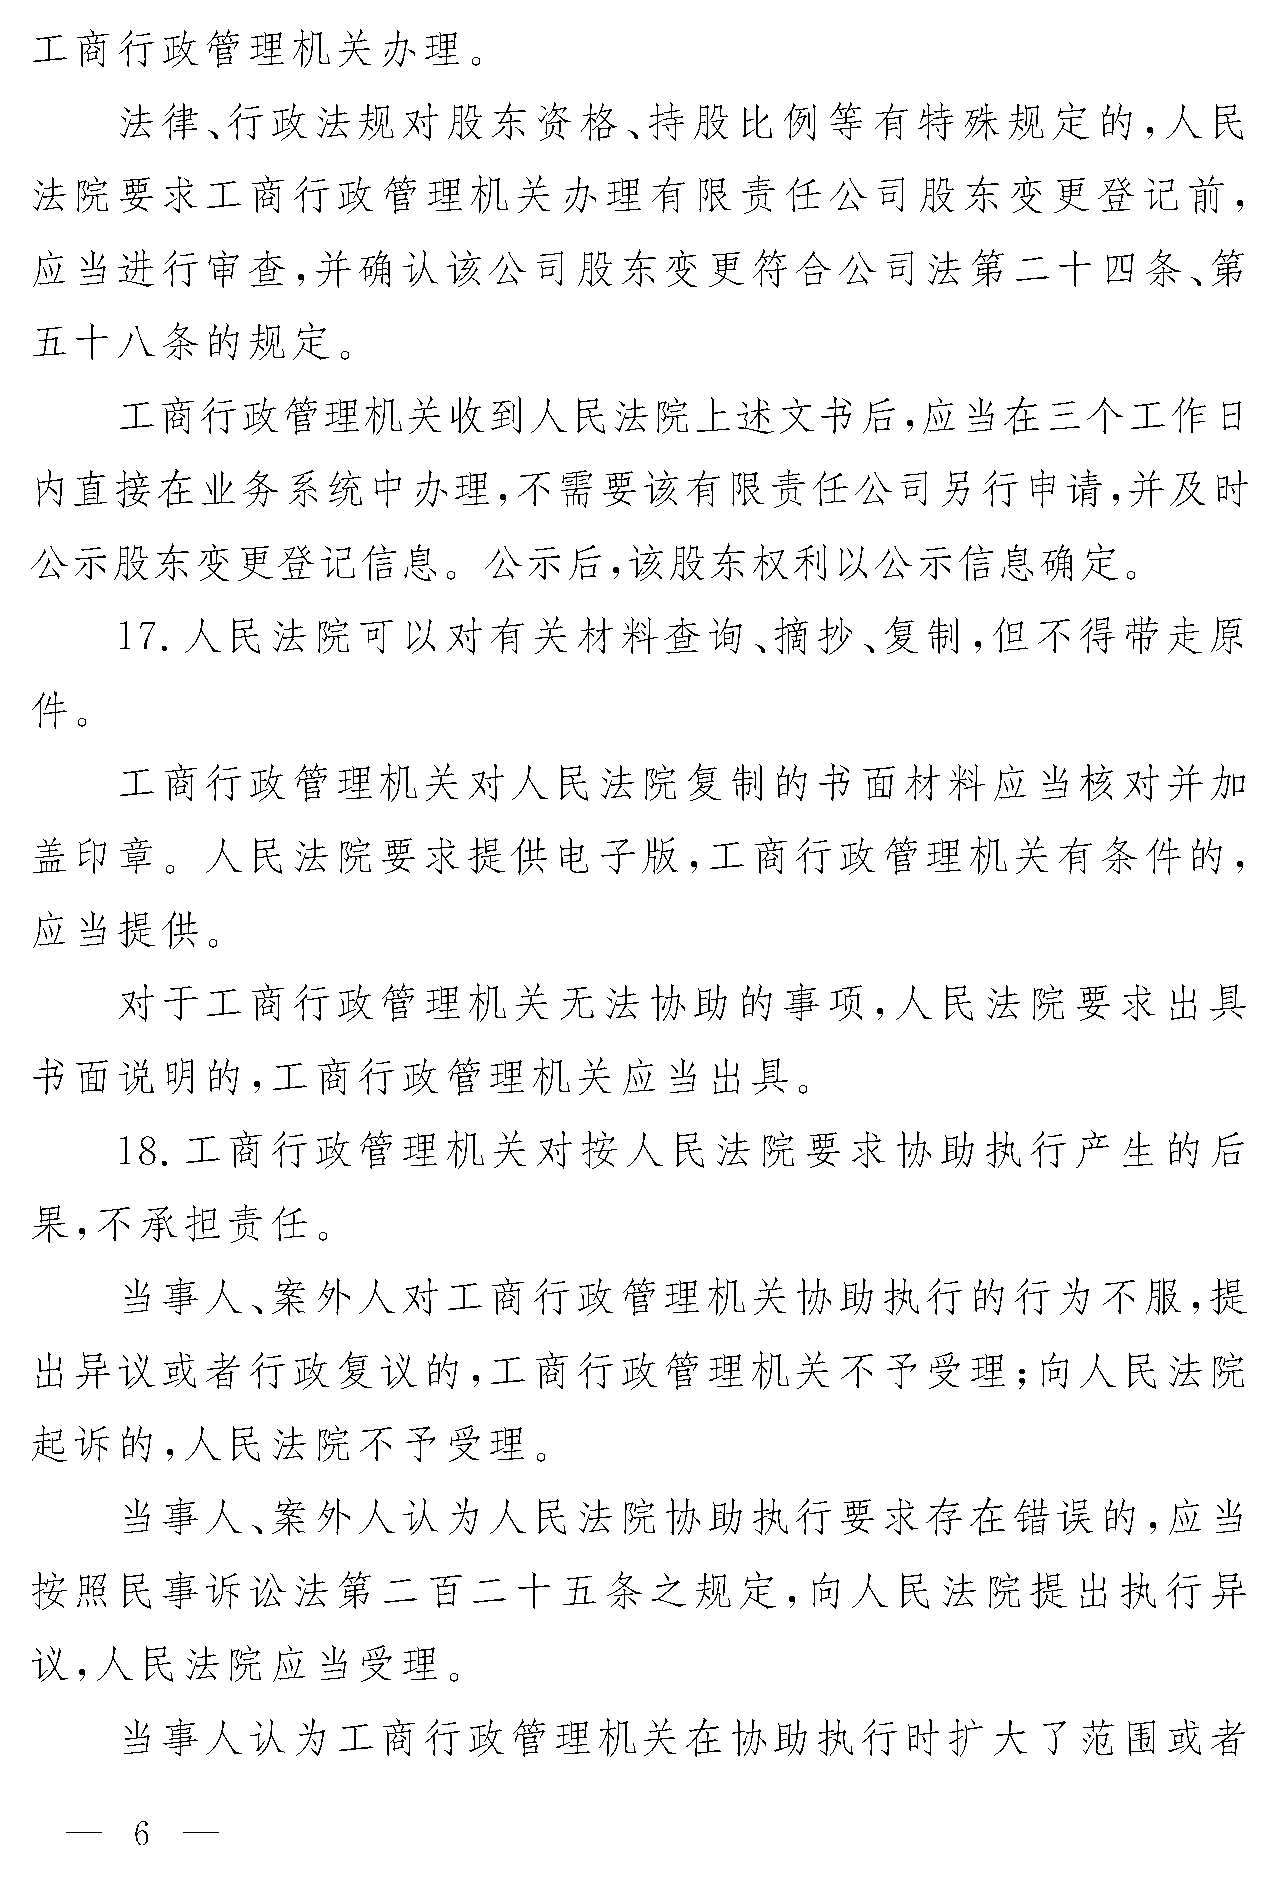 工商行政管理机关办理。
法律、行政法规对股东资格、持股比例等有特殊规定的,人民
法院要求工商行政管理机关办理有限责任公司股东变更登记前,
应当进行审查,并确认该公司股东变更符合公司法第二十四条、第
五十八条的规定。
工商行政管理机关收到人民法院上述文书后,应当在三个工作日
内直接在业务系统中办理,不需要该有限责任公司另行申请,并及时
公示股东变更登记信息。公示后,该股东权利以公示信息确定。
17. 人民法院可以对有关材料查询、摘抄、复制,但不得带走原
件。
工商行政管理机关对人民法院复制的书面材料应当核对并加
盖印章。人民法院要求提供电子版,工商行政管理机关有条件的,
应当提供。
对于工商行政管理机关无法协助的事项,人民法院要求出具
书面说明的,工商行政管理机关应当出具。
18. 工商行政管理机关对按人民法院要求协助执行产生的后
果,不承担责任。
当事人、案外人对工商行政管理机关协助执行的行为不服,提
出异议或者行政复议的,工商行政管理机关不予受理;向人民法院
起诉的,人民法院不予受理。
当事人、案外人认为人民法院协助执行要求存在错误的,应当
按照民事诉讼法第二百二十五条之规定,向人民法院提出执行异
议,人民法院应当受理。
当事人认为工商行政管理机关在协助执行时扩大了范围或者
— 6 —